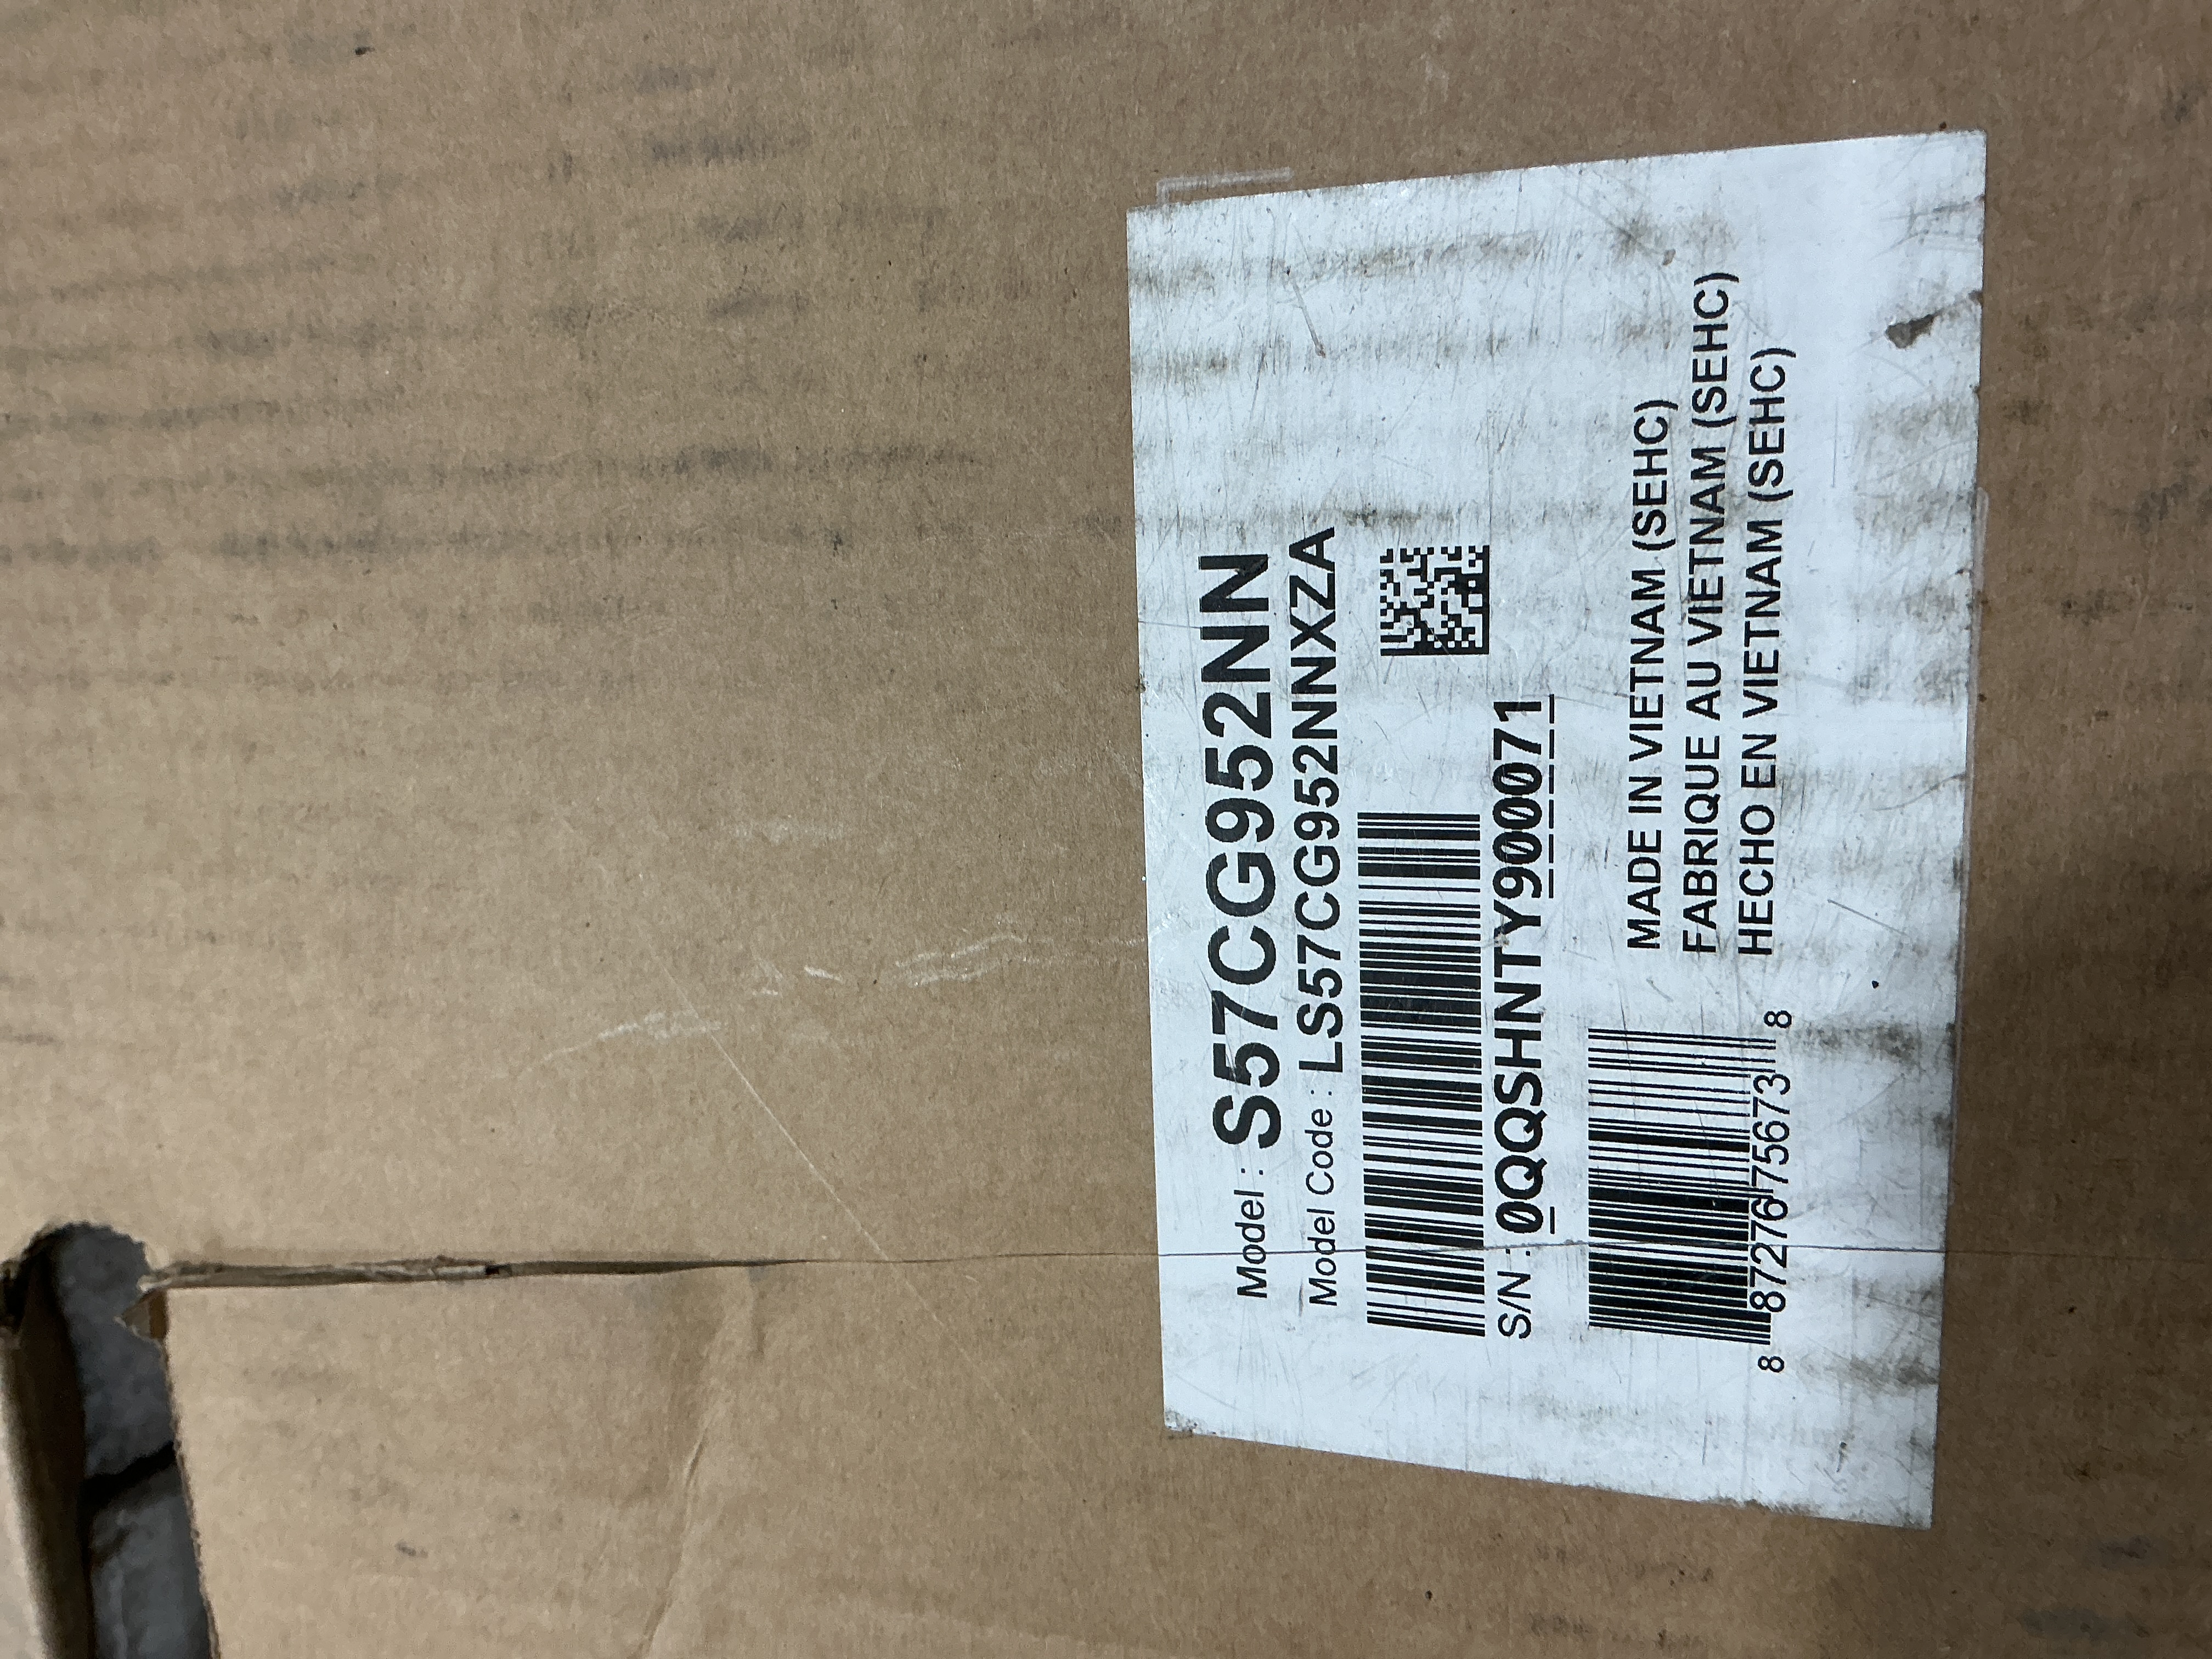 Model : S57CG952NN
Model Code : LS57CG952NNXZA
S/N : 0QQSHNTY900071
8 87276 75673 8
MADE IN VIETNAM (SEHC)
FABRIQUE AU VIETNAM (SEHC)
HECHO EN VIETNAM (SEHC)